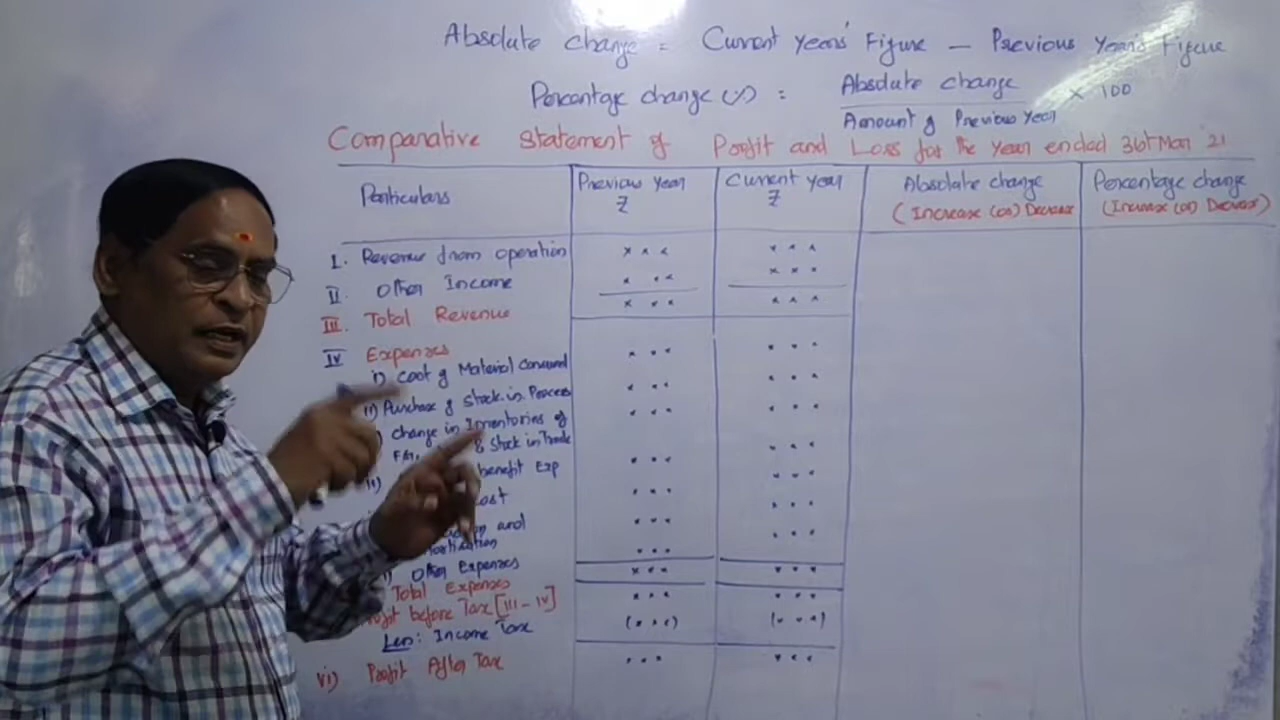 Absolute change = Current Year's Figure – Previous Year's Figure
Percentage change (%) = Absolute change / Amount of Previous Year × 100
Comparative Statement of Profit and Loss for the Year ended 31st Mar '21
Particulars | Previous year ₹ | Current year ₹ | Absolute change (Increase (or) Decrease) | Percentage change (Increase (or) Decrease)
I. Revenue from operation | x x x | x x x
II. Other Income | x x x | x x x
III. Total Revenue | x x x | x x x
IV Expenses
i) Cost of Material Consumed | x x x | x x x
ii) Purchase of Stock in Process | x x x | x x x
) change in Inventories of | x x x | x x x
& Stock in Trade
benefit Exp | x x x | x x x
Cost | x x x | x x x
and | x x x | x x x
) Other Expenses | x x x | x x x
Total Expenses | x x x | x x x
before Tax [III - IV] | x x x | x x x
Less: Income Tax | (x x x) | (x x x)
vi) Profit After Tax | x x x | x x x